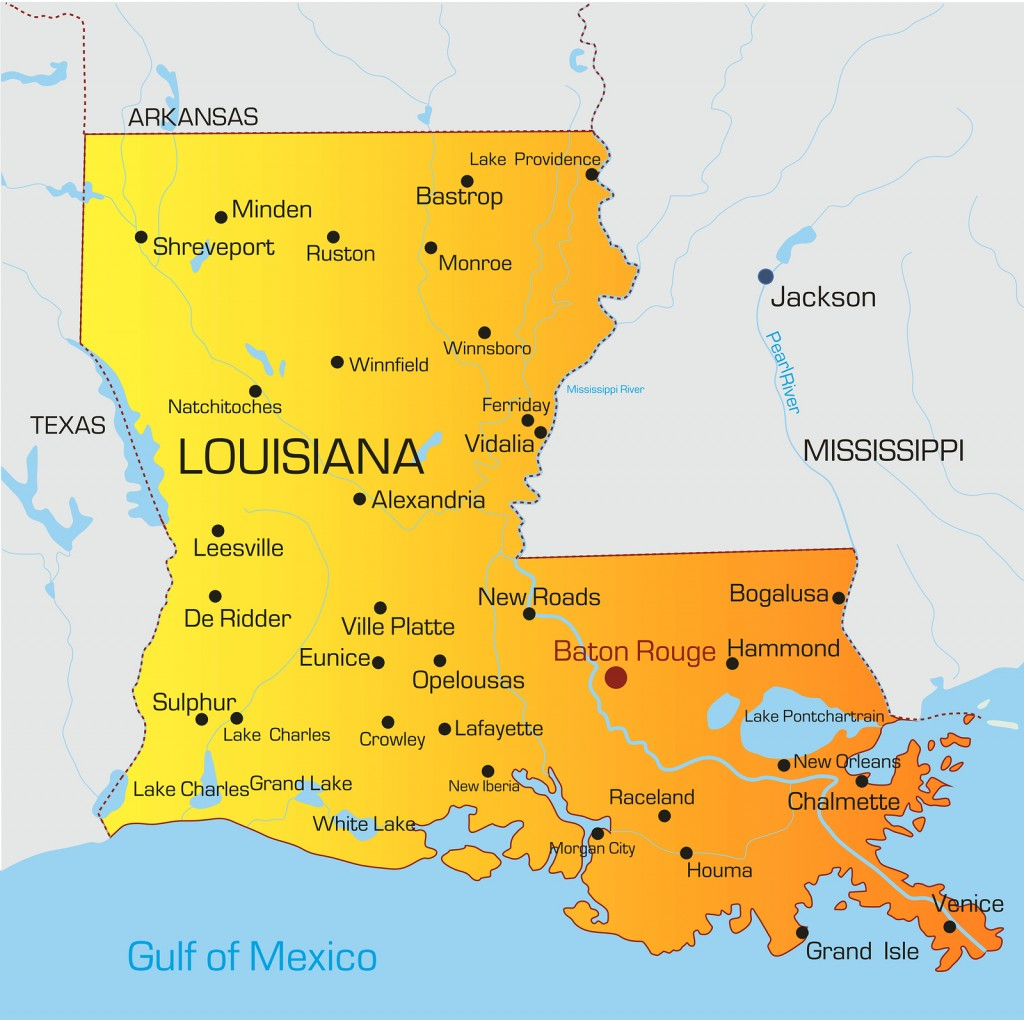 ARKANSAS
Lake Providence
Bastrop
Minden
Shreveport
Ruston
Monroe
Jackson
Winnsboro
PearlRiver
Winnfield
Mississippi River
Natchitoches
Ferriday
TEXAS
Vidalia
LOUISIANA
MISSISSIPPI
Alexandria
Leesville
New Roads
Bogalusa
De Ridder
Ville Platte
Baton Rouge
Hammond
Eunice
Opelousas
Sulphur
Lake Pontchartrain
Lake Charles
Crowley
Lafayette
New Orleans
Lake Charles
Grand Lake
New Iberia
Raceland
Chalmette
White Lake
Morgan City
Houma
Venice
Gulf of Mexico
Grand Isle